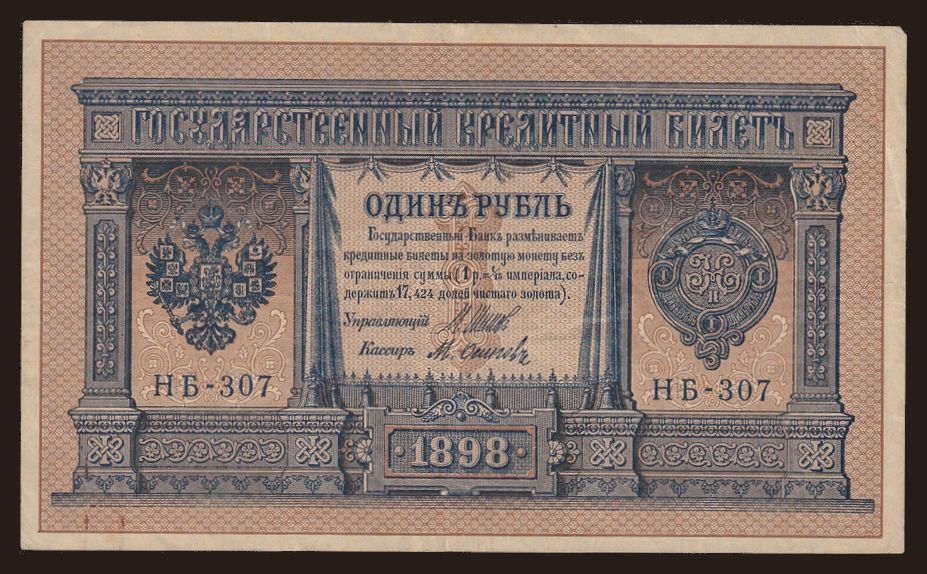 ГОСУДАРСТВЕННЫЙ КРЕДИТНЫЙ БИЛЕТЪ
ОДИНЪ РУБЛЬ
Государственный Банкъ размѣниваетъ
кредитные билеты на золотую монету безъ
ограниченія суммы (1 р.=1/15 имперіала, со-
держитъ 17,424 долей чистаго золота).
Управляющій
Кассиръ М. Осиповъ
НБ-307
НБ-307
1898